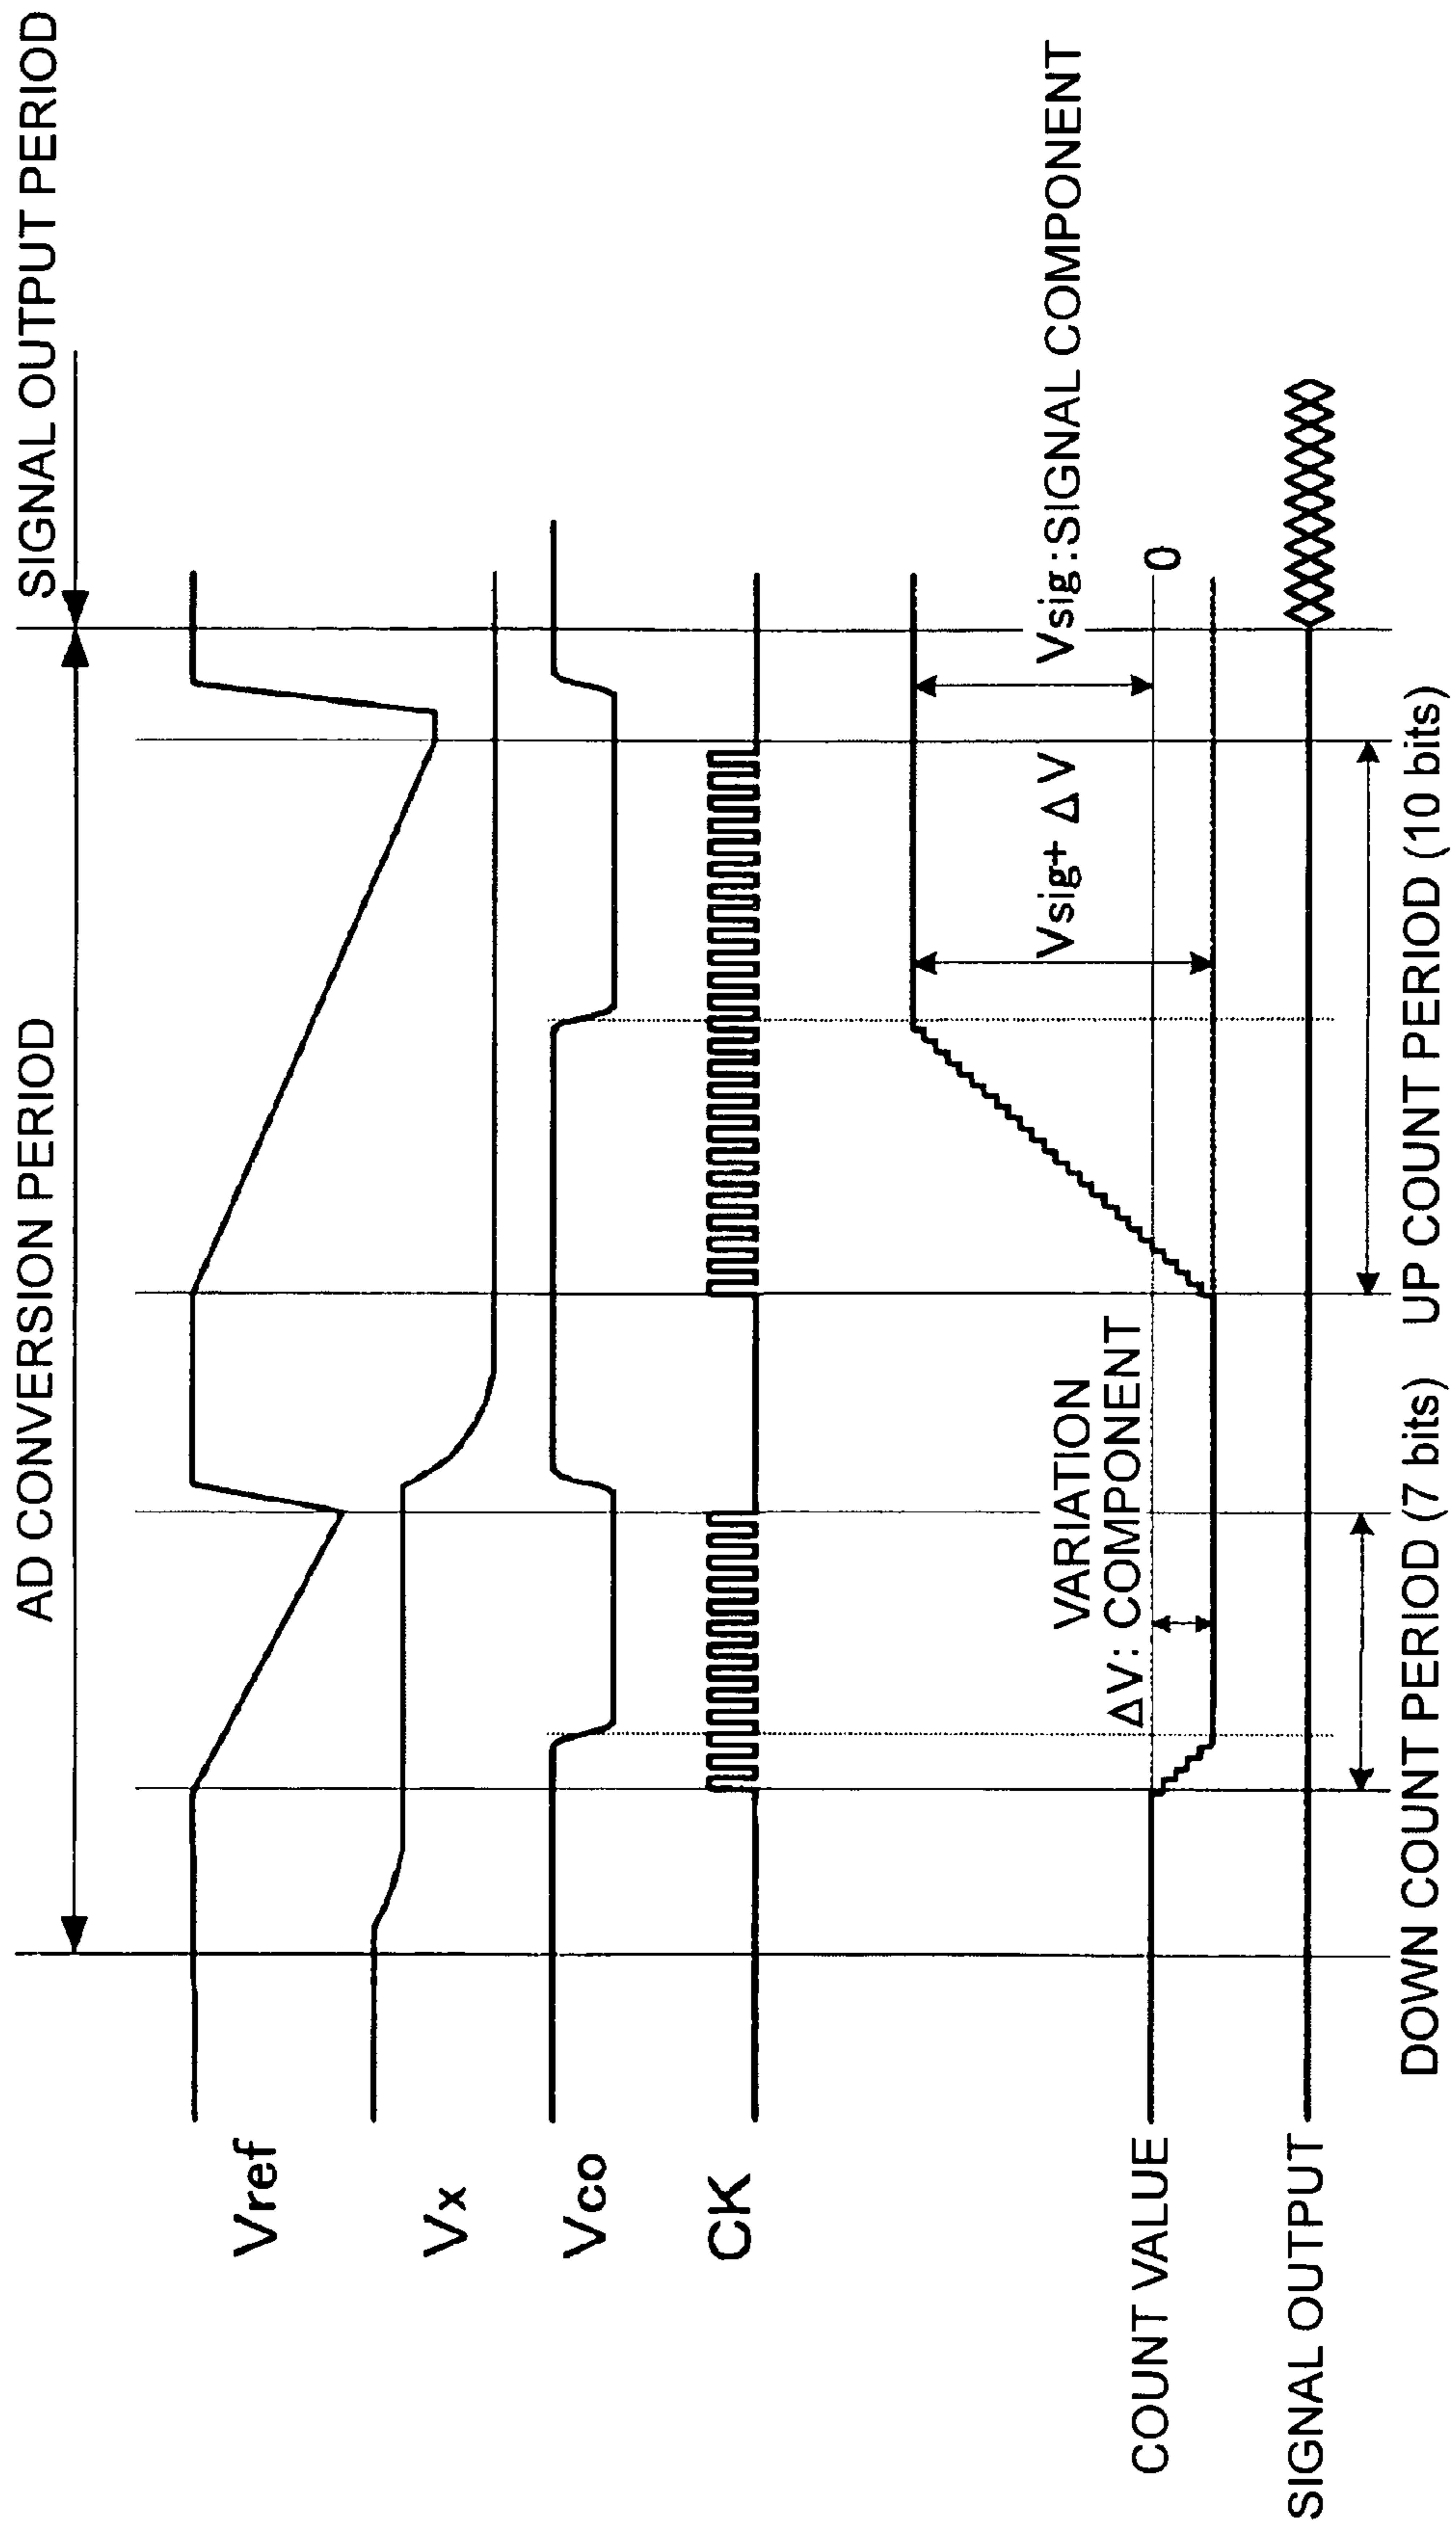 AD CONVERSION PERIOD
SIGNAL OUTPUT PERIOD
Vref
Vx
Vco
CK
Vsig:SIGNAL COMPONENT
Vsig+ ΔV
VARIATION
ΔV: COMPONENT
0
COUNT VALUE
SIGNAL OUTPUT
DOWN COUNT PERIOD (7 bits)
UP COUNT PERIOD (10 bits)